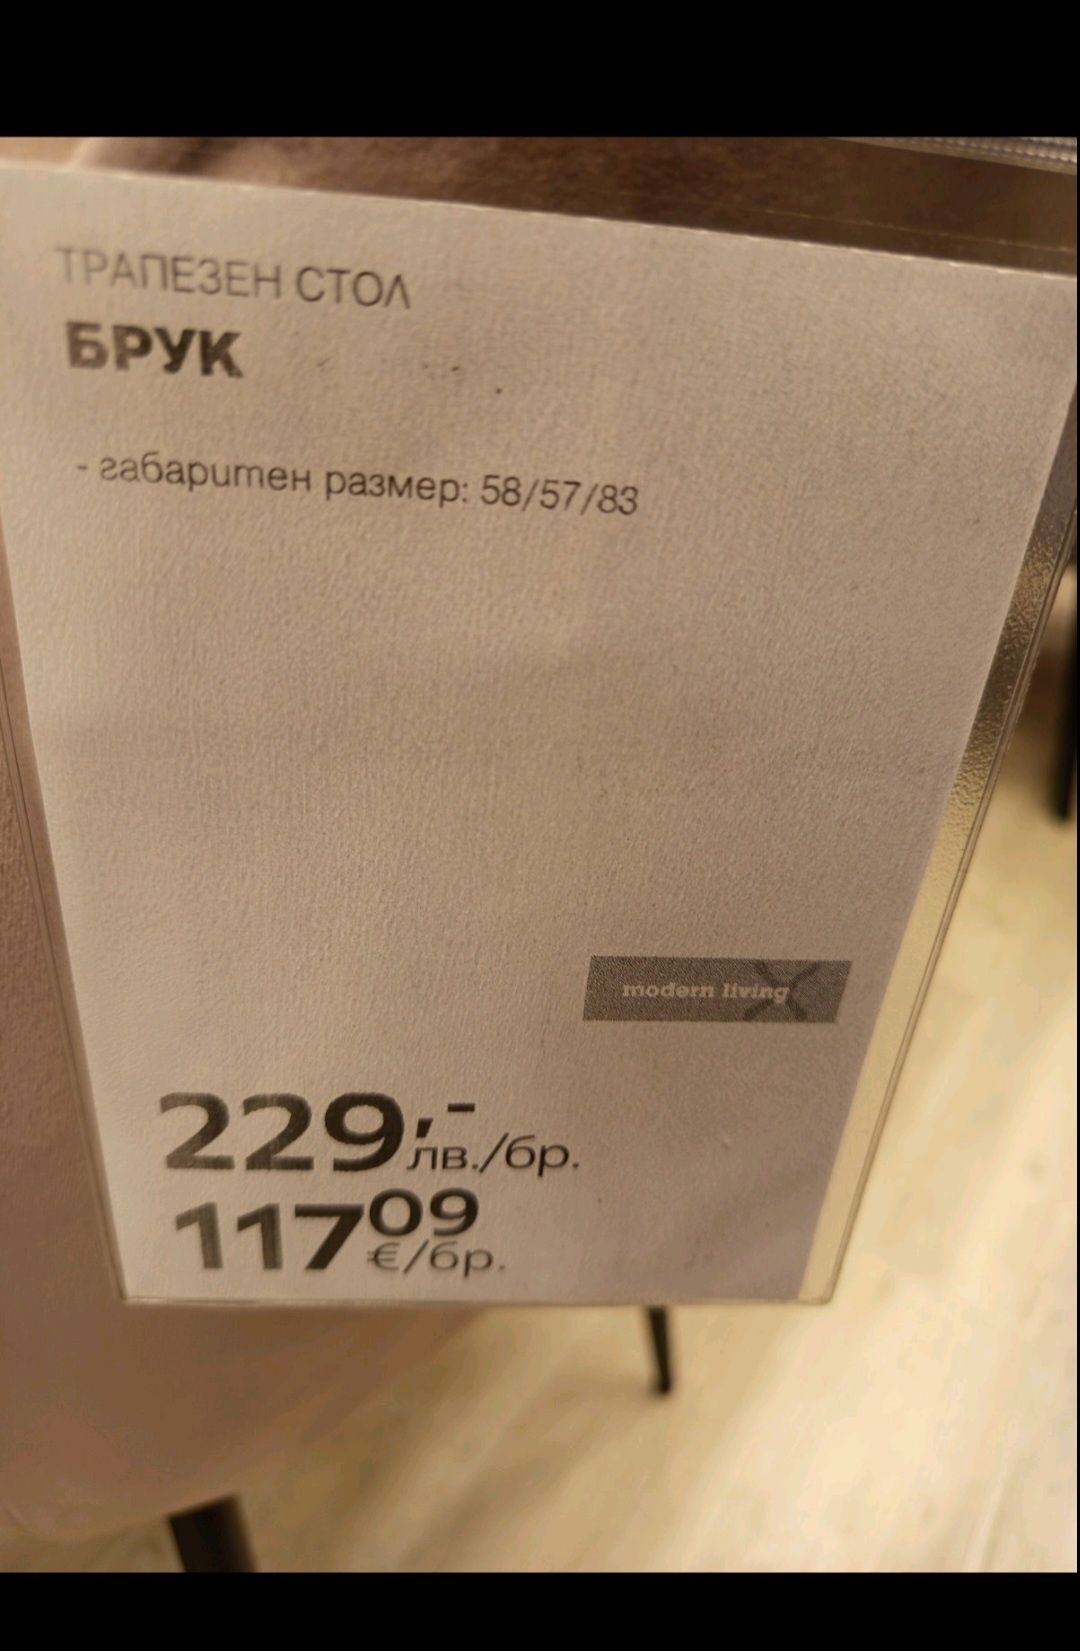 ТРАПЕЗЕН СТОЛ
БРУК
- габаритен размер: 58/57/83
modern living
229,- лв./бр.
117 09 €/бр.